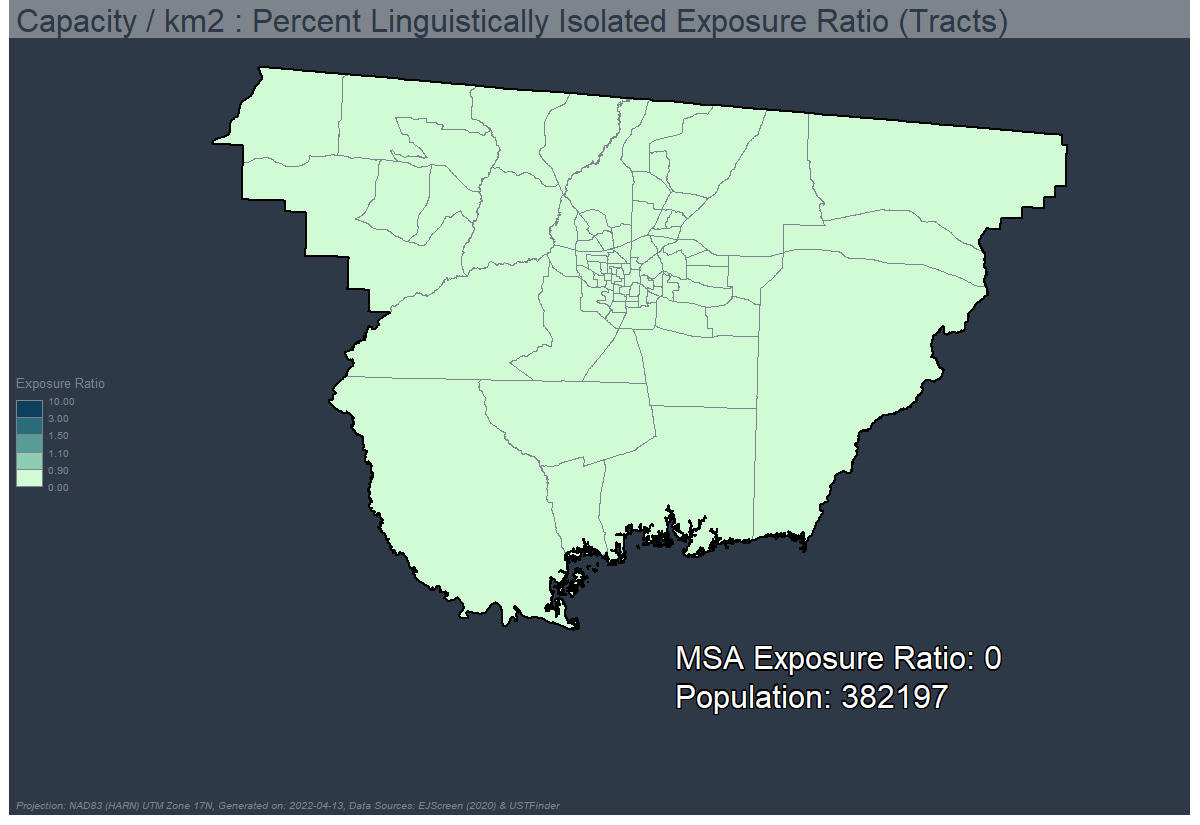 Capacity / km2 : Percent Linguistically Isolated Exposure Ratio (Tracts)
Exposure Ratio
10.00
3.00
1.50
1.10
0.90
0.00
MSA Exposure Ratio: 0
Population: 382197
Projection: NAD83 (HARN) UTM Zone 17N, Generated on: 2022-04-13, Data Sources: EJScreen (2020) & USTFinder